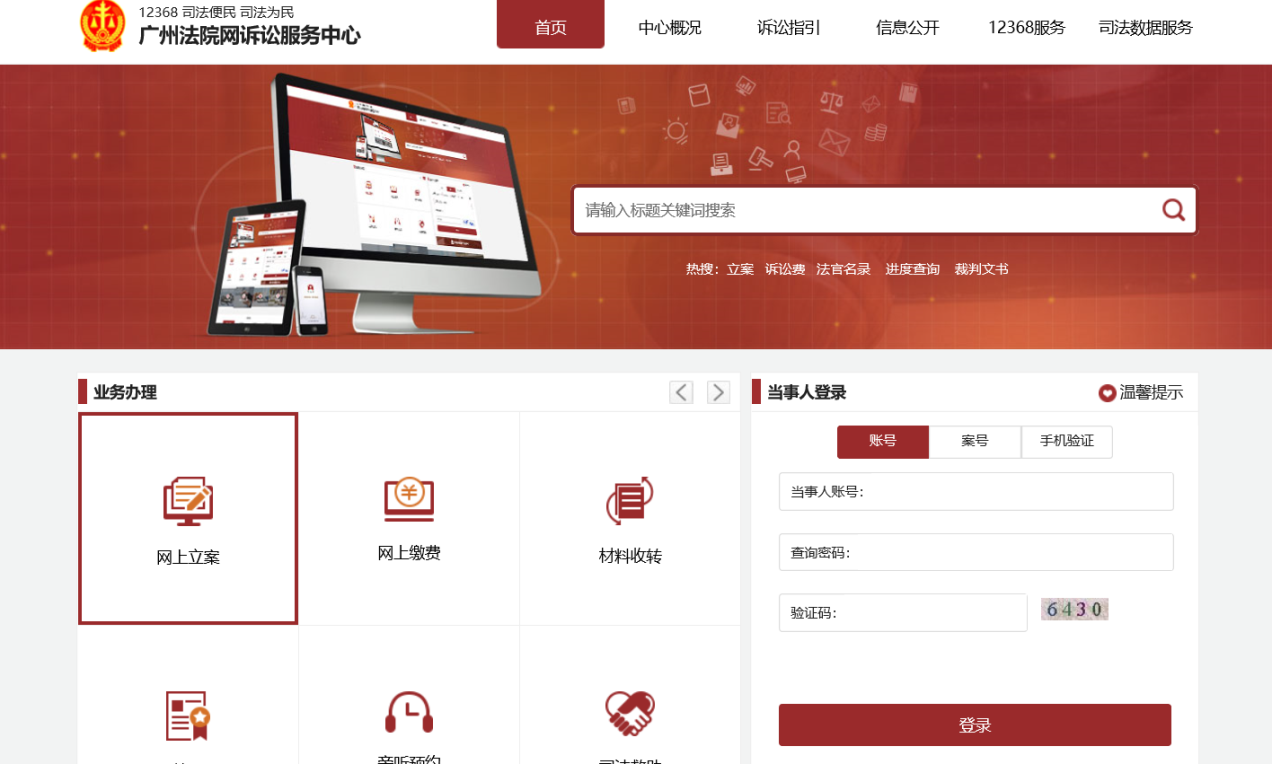 12368 司法便民 司法为民
广州法院网诉讼服务中心
首页 中心概况 诉讼指引 信息公开 12368服务 司法数据服务
请输入标题关键词搜索
热搜：立案 诉讼费 法官名录 进度查询 裁判文书
业务办理
网上立案 网上缴费 材料收转
旁听预约 司法救助
当事人登录 温馨提示
账号 案号 手机验证
当事人账号：
查询密码：
验证码： 6430
登录